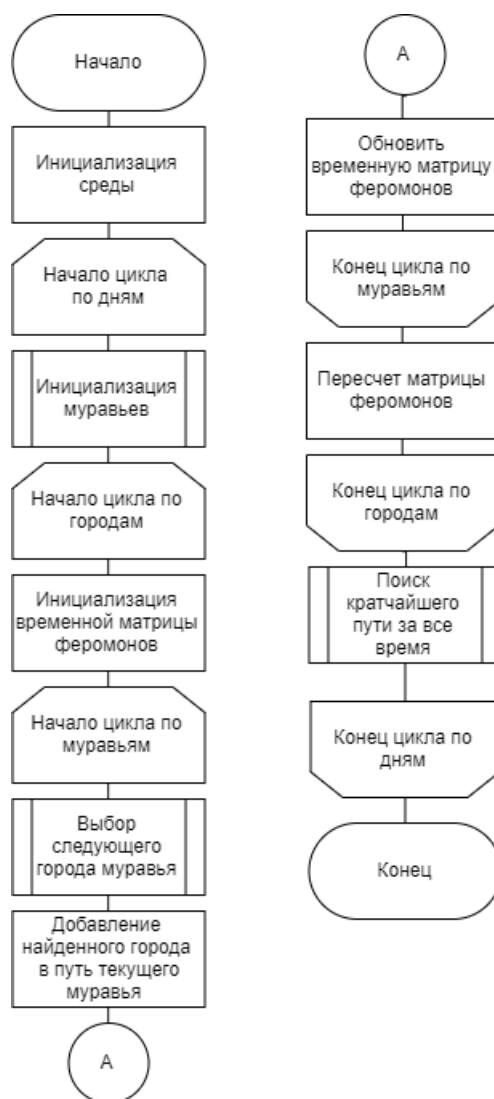 Начало
Инициализация
среды
Начало цикла
по дням
Инициализация
муравьев
Начало цикла по
городам
Инициализация
временной матрицы
феромонов
Начало цикла по
муравьям
Выбор
следующего
города муравья
Добавление
найденного города
в путь текущего
муравья
А
А
Обновить
временную матрицу
феромонов
Конец цикла по
муравьям
Пересчет матрицы
феромонов
Конец цикла по
городам
Поиск
кратчайшего
пути за все
время
Конец цикла по
дням
Конец